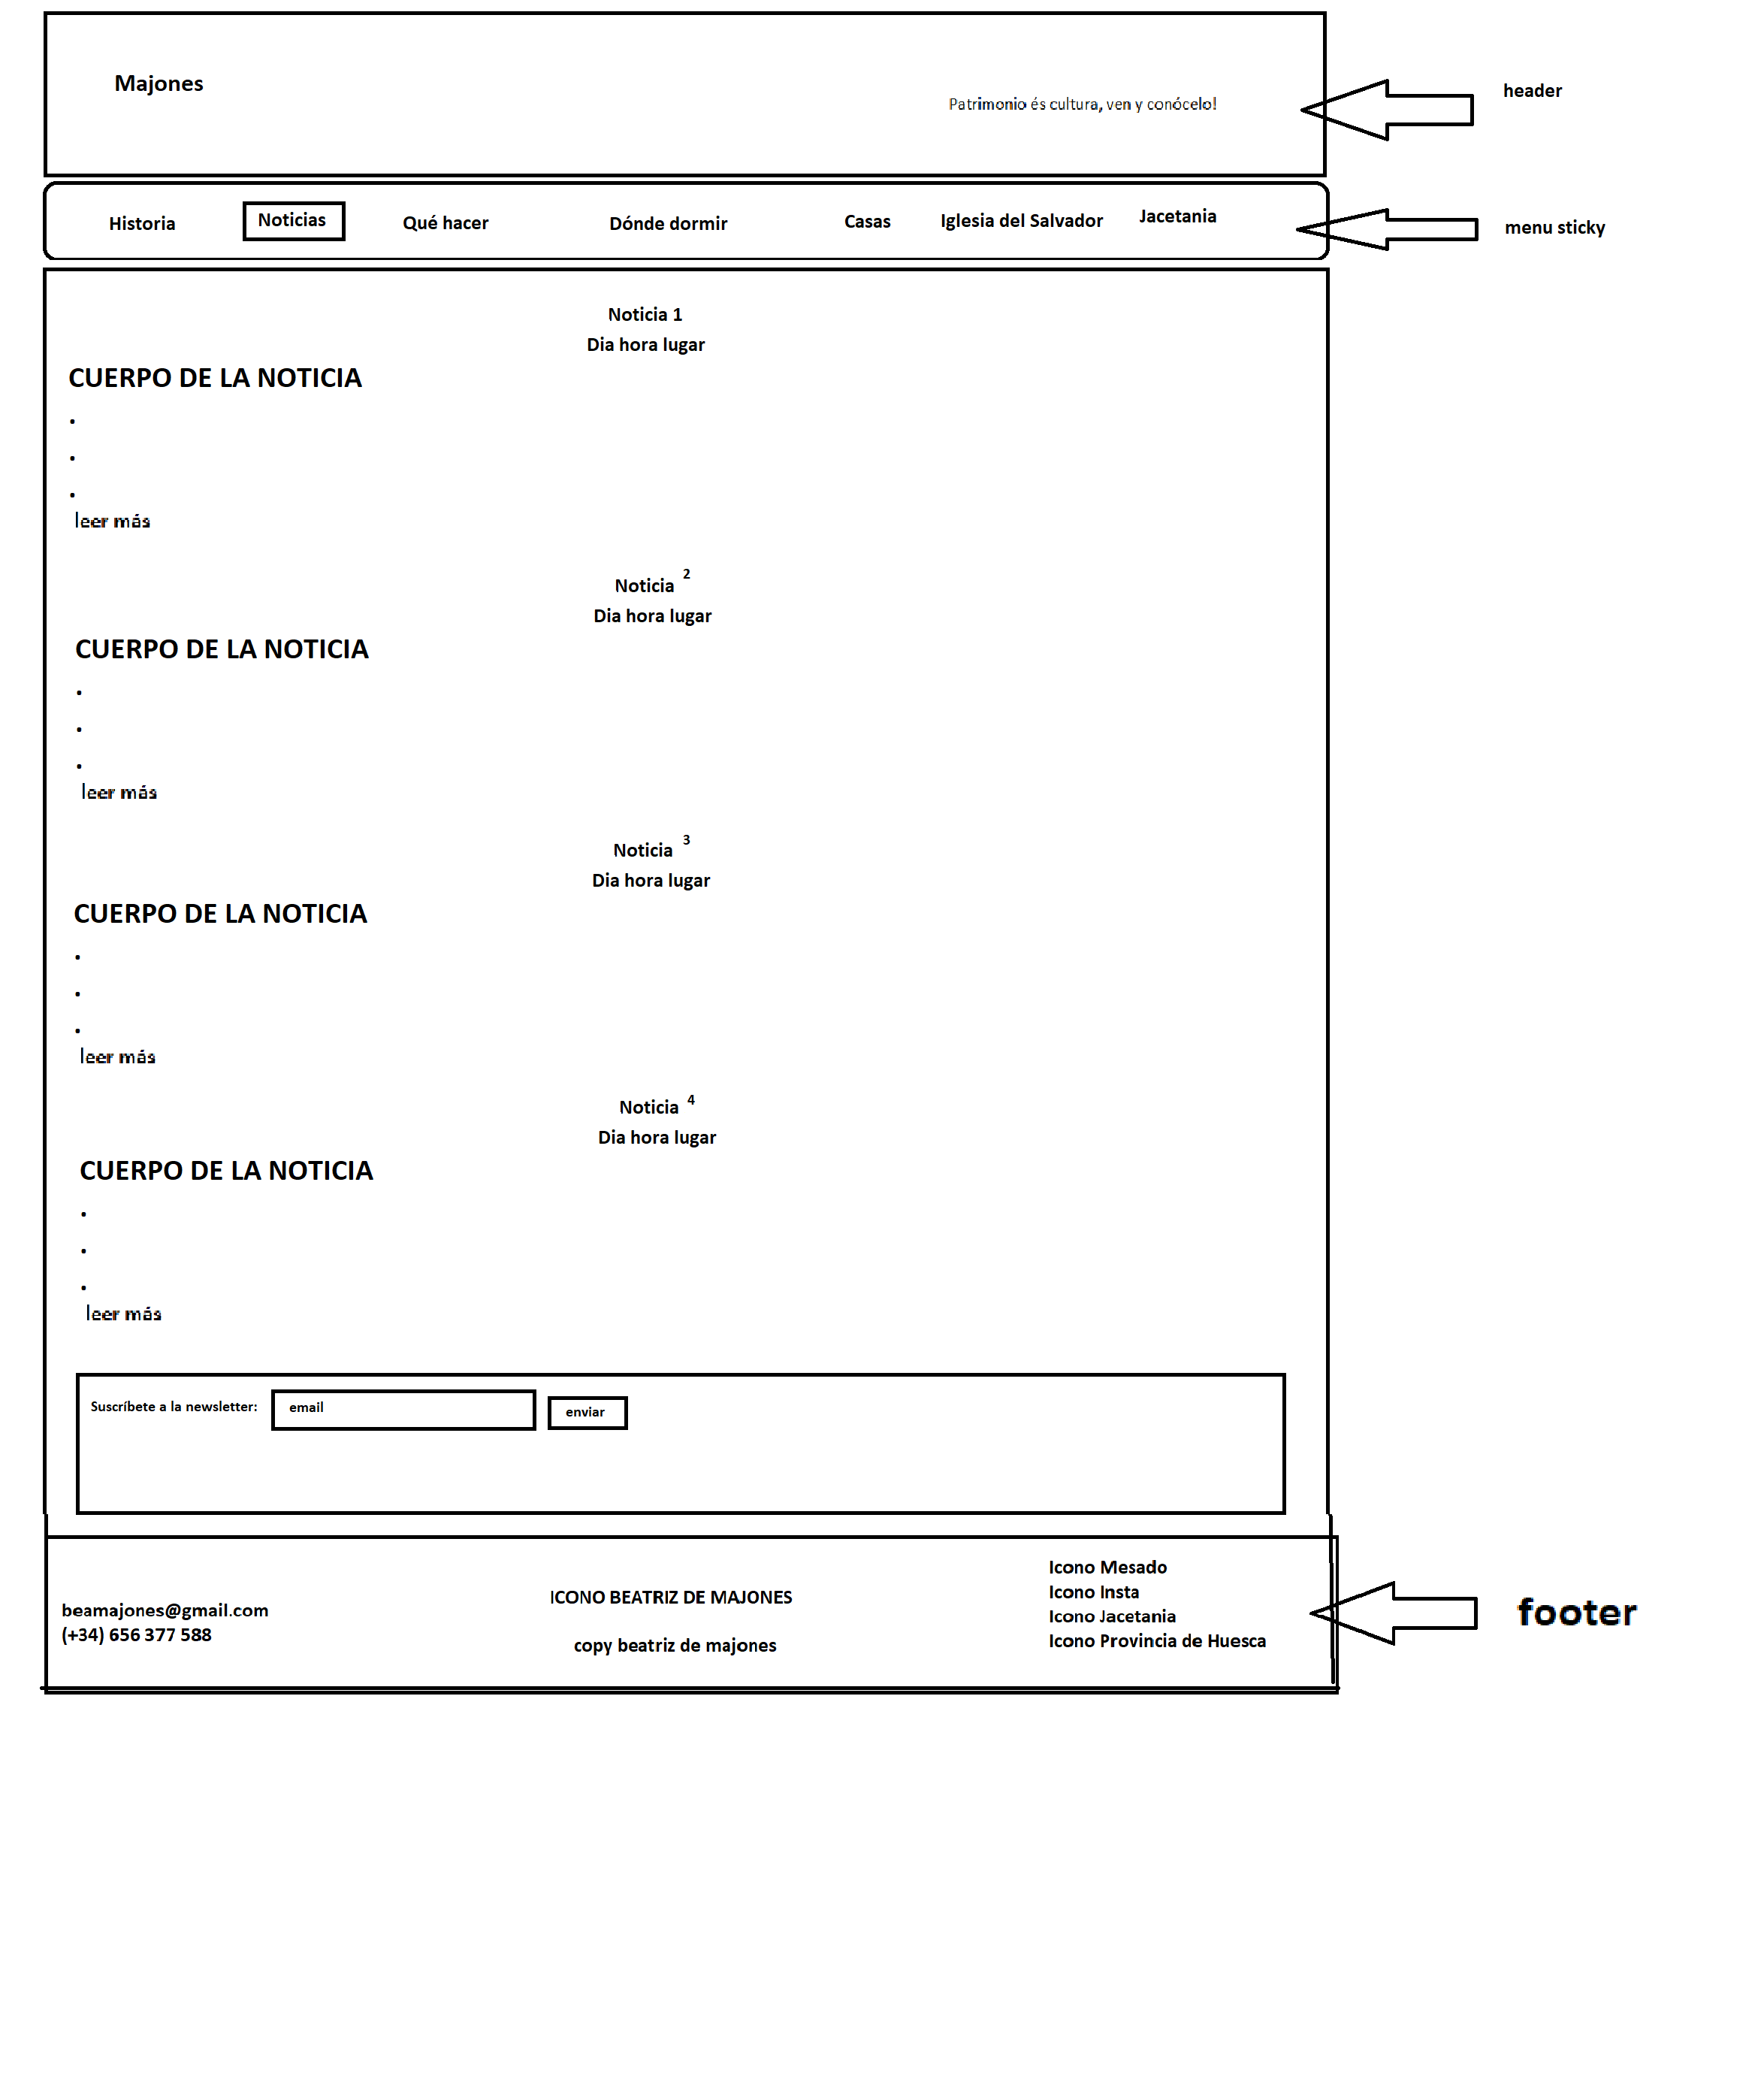 Majones
Patrimonio és cultura, ven y conócelo!
header
Historia Noticias Qué hacer Dónde dormir Casas Iglesia del Salvador Jacetania
menu sticky
Noticia 1
Dia hora lugar
CUERPO DE LA NOTICIA
.
.
.
leer más
Noticia 2
Dia hora lugar
CUERPO DE LA NOTICIA
.
.
.
leer más
Noticia 3
Dia hora lugar
CUERPO DE LA NOTICIA
.
.
.
leer más
Noticia 4
Dia hora lugar
CUERPO DE LA NOTICIA
.
.
.
leer más
Suscríbete a la newsletter: email enviar
beamajones@gmail.com
(+34) 656 377 588
ICONO BEATRIZ DE MAJONES
copy beatriz de majones
Icono Mesado
Icono Insta
Icono Jacetania
Icono Provincia de Huesca
footer